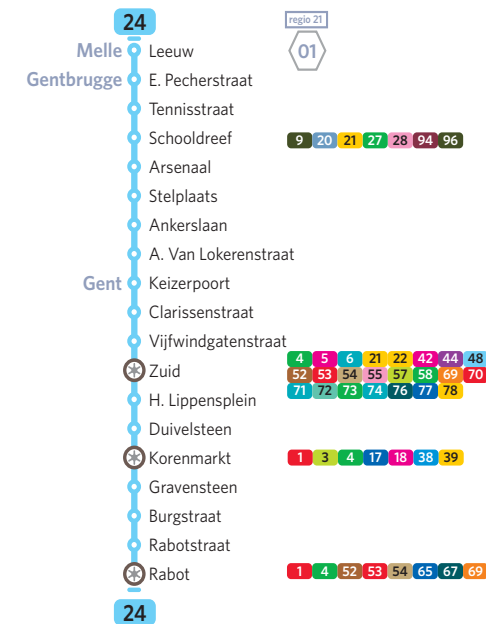 24
regio 21
01
Melle Leeuw
Gentbrugge E. Pecherstraat
Tennisstraat
Schooldreef 9 20 21 27 28 94 96
Arsenaal
Stelplaats
Ankerslaan
A. Van Lokerenstraat
Gent Keizerpoort
Clarissenstraat
Vijfwindgatenstraat
4 5 6 21 22 42 44 48
Zuid 52 53 54 55 57 58 69 70
71 72 73 74 76 77 78
H. Lippensplein
Duivelsteen
Korenmarkt 1 3 4 17 18 38 39
Gravensteen
Burgstraat
Rabotstraat
Rabot 1 4 52 53 54 65 67 69
24